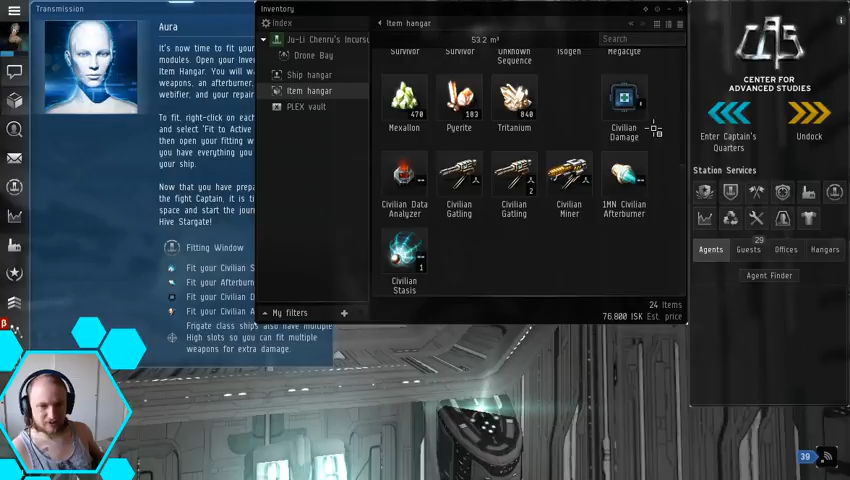 Transmission
Aura
It's now time to fit your
modules. Open your Inven
Item Hangar. You will wa
weapons, an afterburner,
webifier, and your repair
To fit, right-click on each
and select 'Fit to Active
then open your fitting w
you have everything you
your ship.
Now that you have prepa
the fight Captain, it is ti
space and start the journ
Hive Stargate!
Fitting Window
Fit your Civilian S
Fit your Afterburn
Fit your Civilian D
Fit your Civilian A
Frigate class ships also have multiple
High slots so you can fit multiple
weapons for extra damage.
Inventory
Index
Ju-Li Chenru's Incursu
Drone Bay
Ship hangar
Item hangar
PLEX vault
My filters
Item hangar
53.2 m³
Search
Survivor
Survivor
Unknown
Sequence
Isogen
Megacyte
470
Mexallon
183
Pyerite
840
Tritanium
Civilian
Damage
Civilian Data
Analyzer
Civilian
Gatling
2
Civilian
Gatling
Civilian
Miner
1MN Civilian
Afterburner
1
Civilian
Stasis
24 Items
76.800 ISK Est. price
CAS
CENTER FOR
ADVANCED STUDIES
Enter Captain's
Quarters
Undock
Station Services
29
Agents
Guests
Offices
Hangars
Agent Finder
β
39